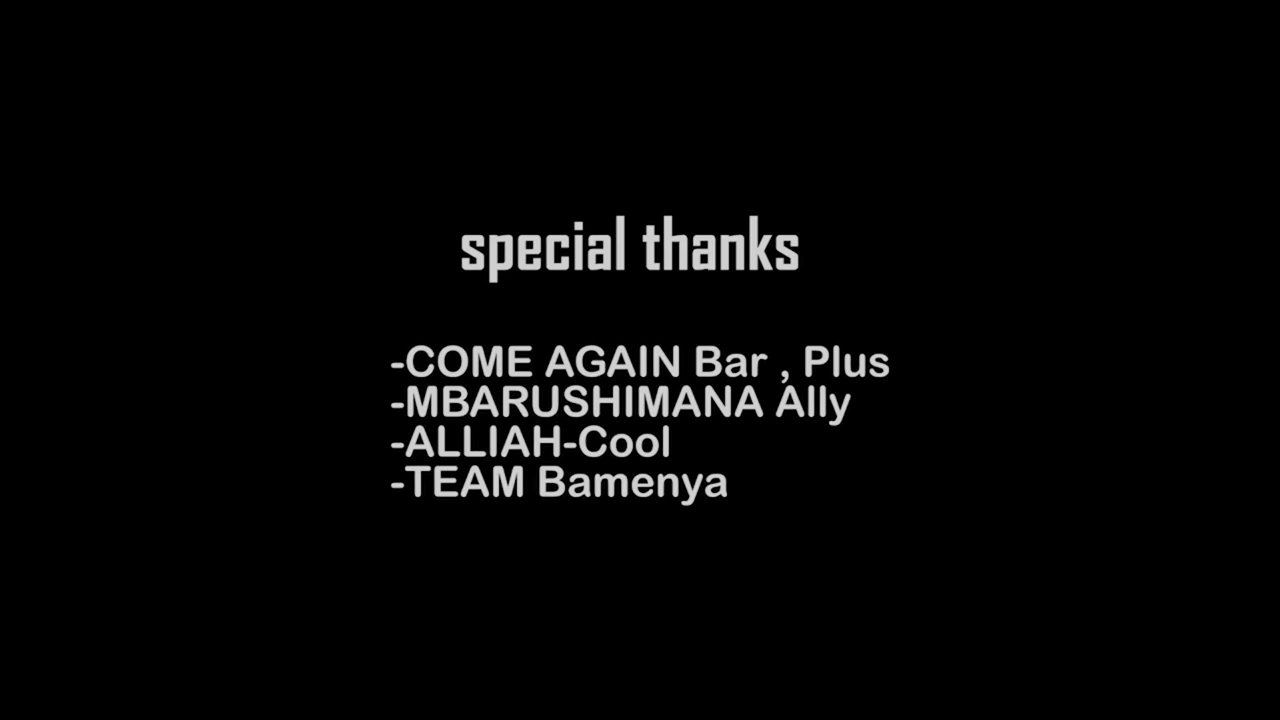 special thanks
-COME AGAIN Bar , Plus
-MBARUSHIMANA Ally
-ALLIAH-Cool
-TEAM Bamenya